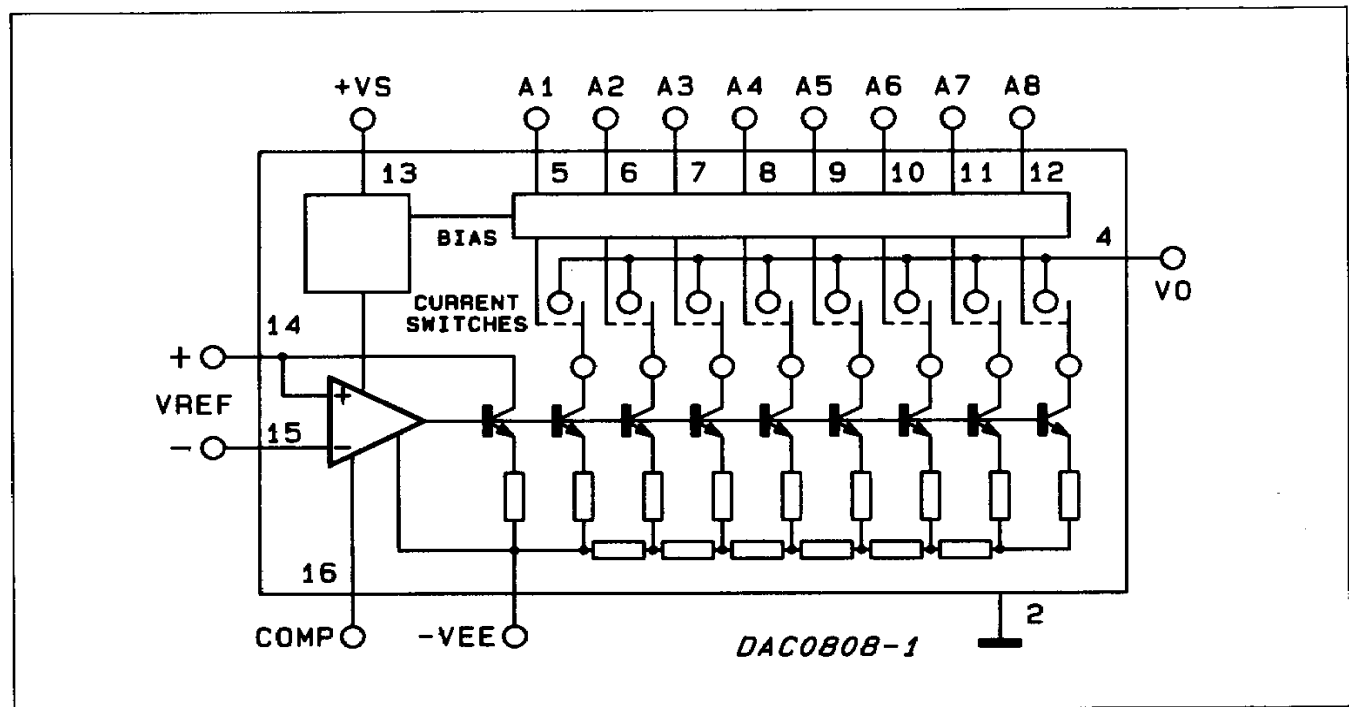 +VS A1 A2 A3 A4 A5 A6 A7 A8
13 5 6 7 8 9 10 11 12
BIAS
4
VO
CURRENT
SWITCHES
14
+
VREF
+
15
-
-
16
2
COMP
-VEE
DAC0808-1